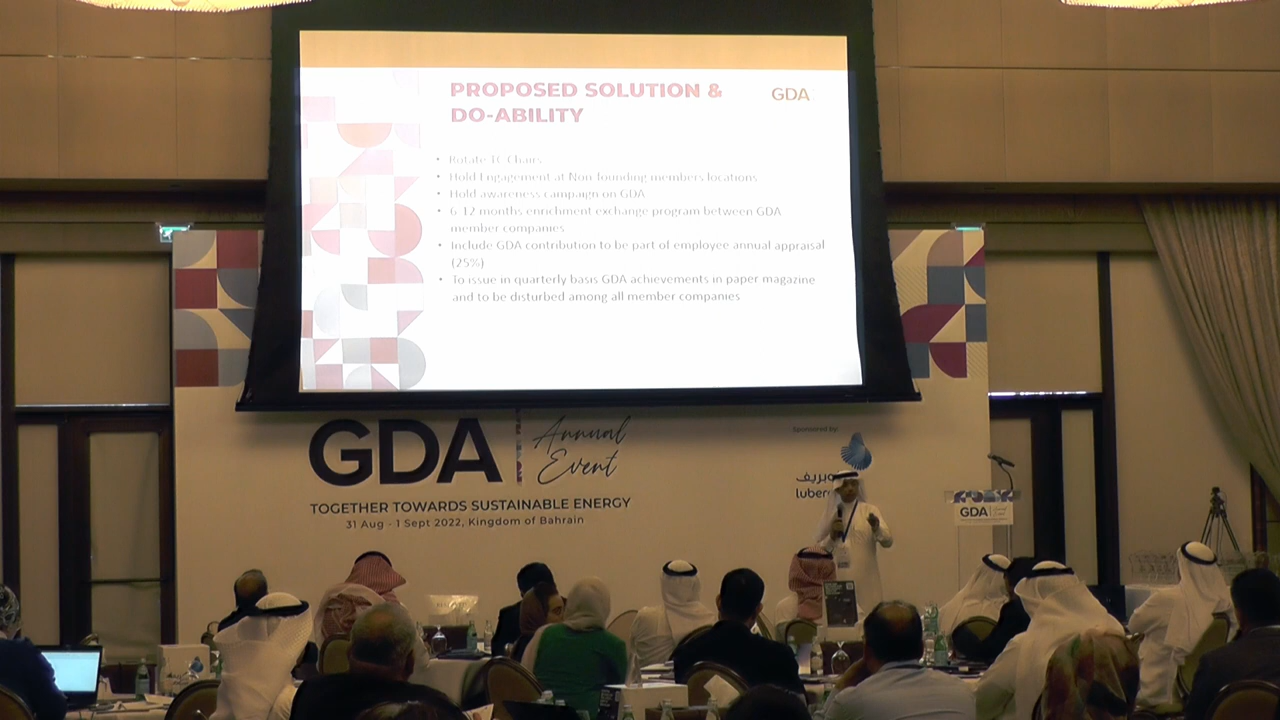 PROPOSED SOLUTION &
DO-ABILITY
GDA
• Rotate TC Chairs
• Hold Engagement at Non-founding members locations
• Hold awareness campaign on GDA
• 6-12 months enrichment exchange program between GDA
member companies
• Include GDA contribution to be part of employee annual appraisal
(25%)
• To issue in quarterly basis GDA achievements in paper magazine
and to be disturbed among all member companies
GDA
Annual
Event
TOGETHER TOWARDS SUSTAINABLE ENERGY
31 Aug - 1 Sept 2022, Kingdom of Bahrain
Sponsored by:
GDA